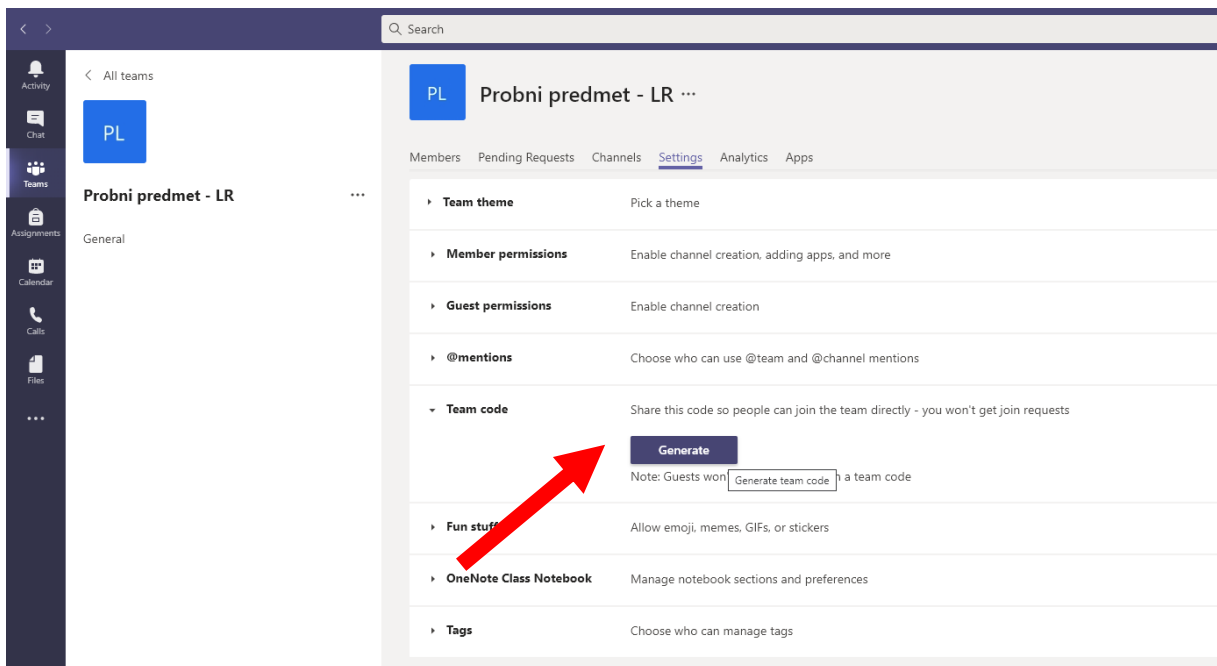 Search
Activity
Chat
Teams
Assignments
Calendar
Calls
Files
All teams
PL
Probni predmet - LR
General
PL
Probni predmet - LR
Members Pending Requests Channels Settings Analytics Apps
Team theme Pick a theme
Member permissions Enable channel creation, adding apps, and more
Guest permissions Enable channel creation
@mentions Choose who can use @team and @channel mentions
Team code Share this code so people can join the team directly - you won't get join requests
Generate
Note: Guests won' a team code
Generate team code
Fun stuff Allow emoji, memes, GIFs, or stickers
OneNote Class Notebook Manage notebook sections and preferences
Tags Choose who can manage tags